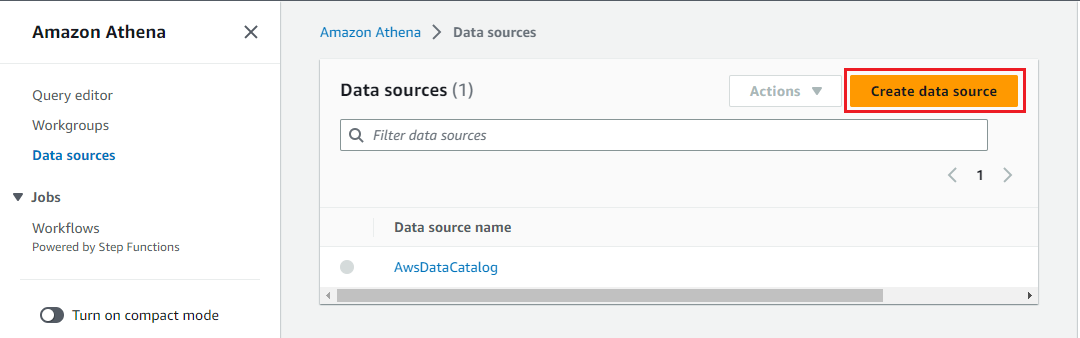 Amazon Athena
Query editor
Workgroups
Data sources
Jobs
Workflows
Powered by Step Functions
Turn on compact mode
Amazon Athena > Data sources
Data sources (1)
Actions
Create data source
Filter data sources
1
Data source name
AwsDataCatalog